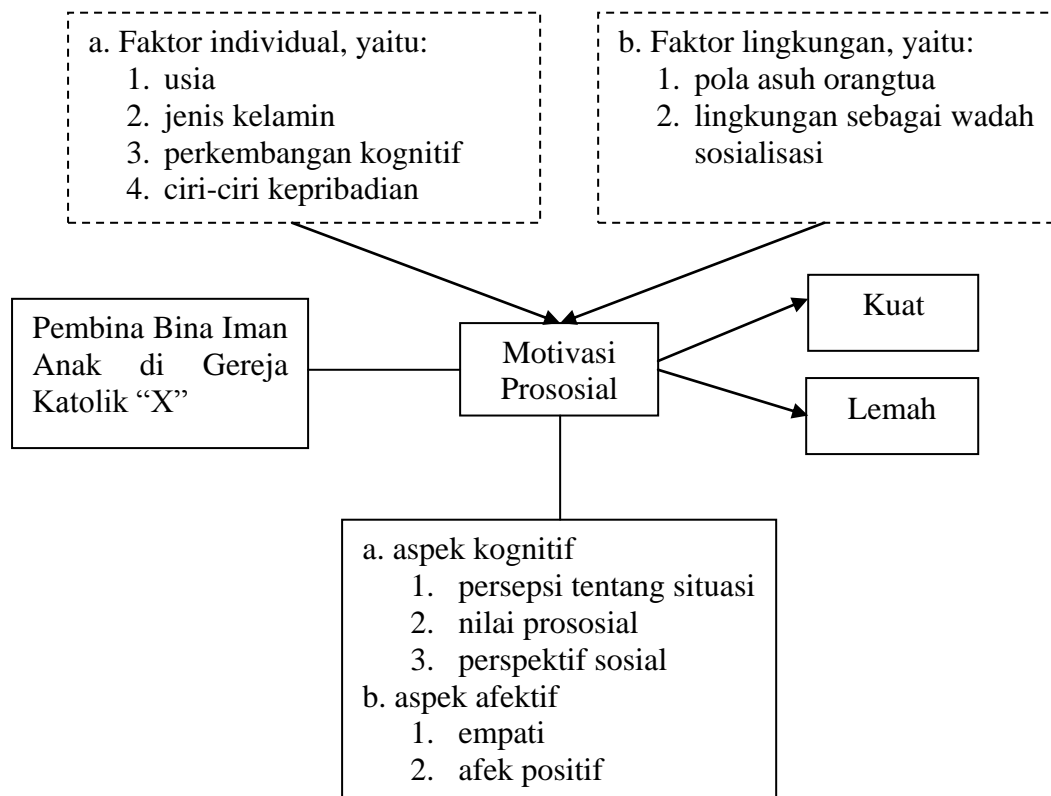 a. Faktor individual, yaitu:
1. usia
2. jenis kelamin
3. perkembangan kognitif
4. ciri-ciri kepribadian
b. Faktor lingkungan, yaitu:
1. pola asuh orangtua
2. lingkungan sebagai wadah
sosialisasi
Pembina Bina Iman
Anak di Gereja
Katolik “X”
Motivasi
Prososial
Kuat
Lemah
a. aspek kognitif
1. persepsi tentang situasi
2. nilai prososial
3. perspektif sosial
b. aspek afektif
1. empati
2. afek positif